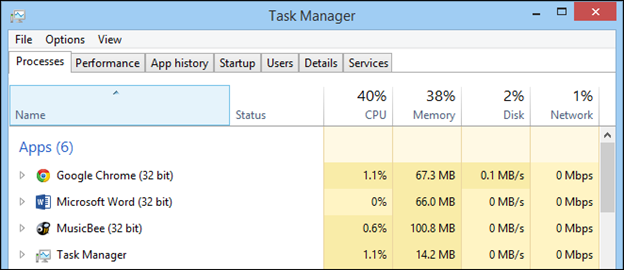 Task Manager
File Options View
Processes Performance App history Startup Users Details Services
40% 38% 2% 1%
Name Status CPU Memory Disk Network
Apps (6)
Google Chrome (32 bit) 1.1% 67.3 MB 0.1 MB/s 0 Mbps
Microsoft Word (32 bit) 0% 66.0 MB 0 MB/s 0 Mbps
MusicBee (32 bit) 0.6% 100.8 MB 0 MB/s 0 Mbps
Task Manager 1.1% 14.2 MB 0 MB/s 0 Mbps